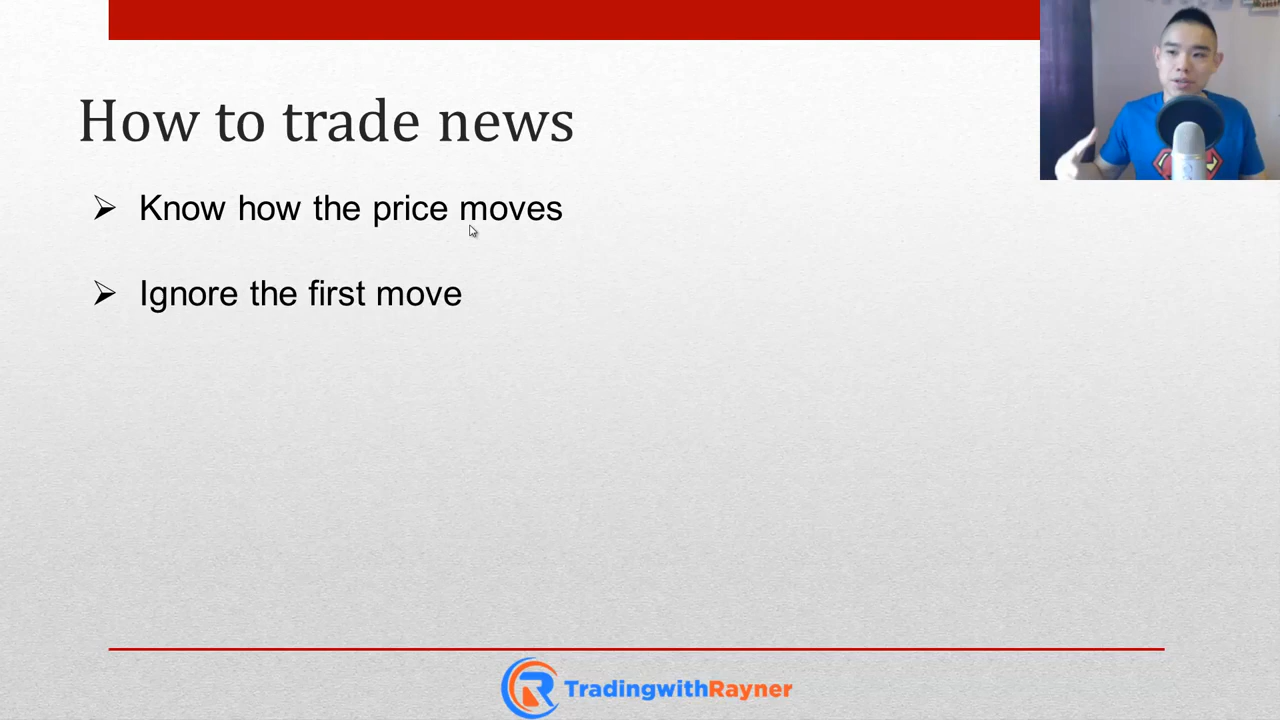 How to trade news
Know how the price moves
Ignore the first move
TradingwithRayner